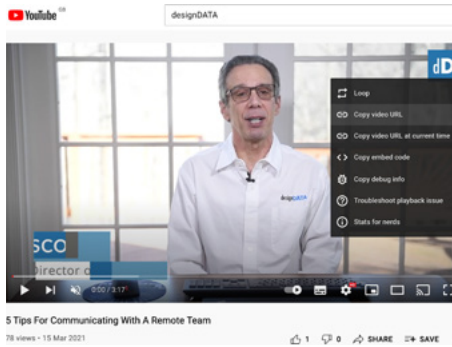 YouTube GB
designDATA
dD
Loop
Copy video URL
Copy video URL at current time
Copy embed code
Copy debug info
Troubleshoot playback issue
Stats for nerds
designDATA
SCO
Director o
0:00 / 3:17
5 Tips For Communicating With A Remote Team
78 views • 15 Mar 2021
1
0
SHARE
SAVE